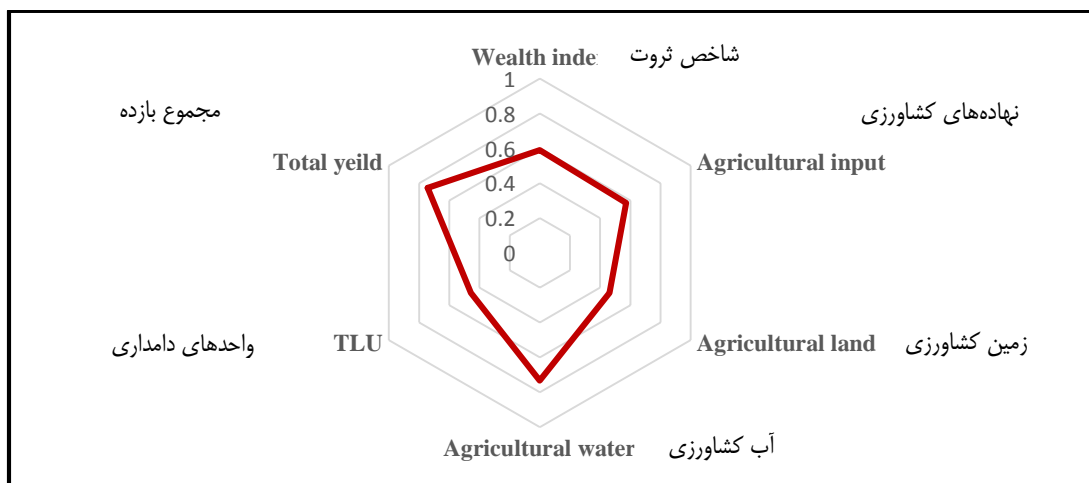 Wealth inde شاخص ثروت
1
0.8
0.6
0.4
0.2
0
نهاده‌های کشاورزی
Agricultural input
Agricultural land زمین کشاورزی
Agricultural water آب کشاورزی
واحدهای دامداری
TLU
مجموع بازده
Total yeild